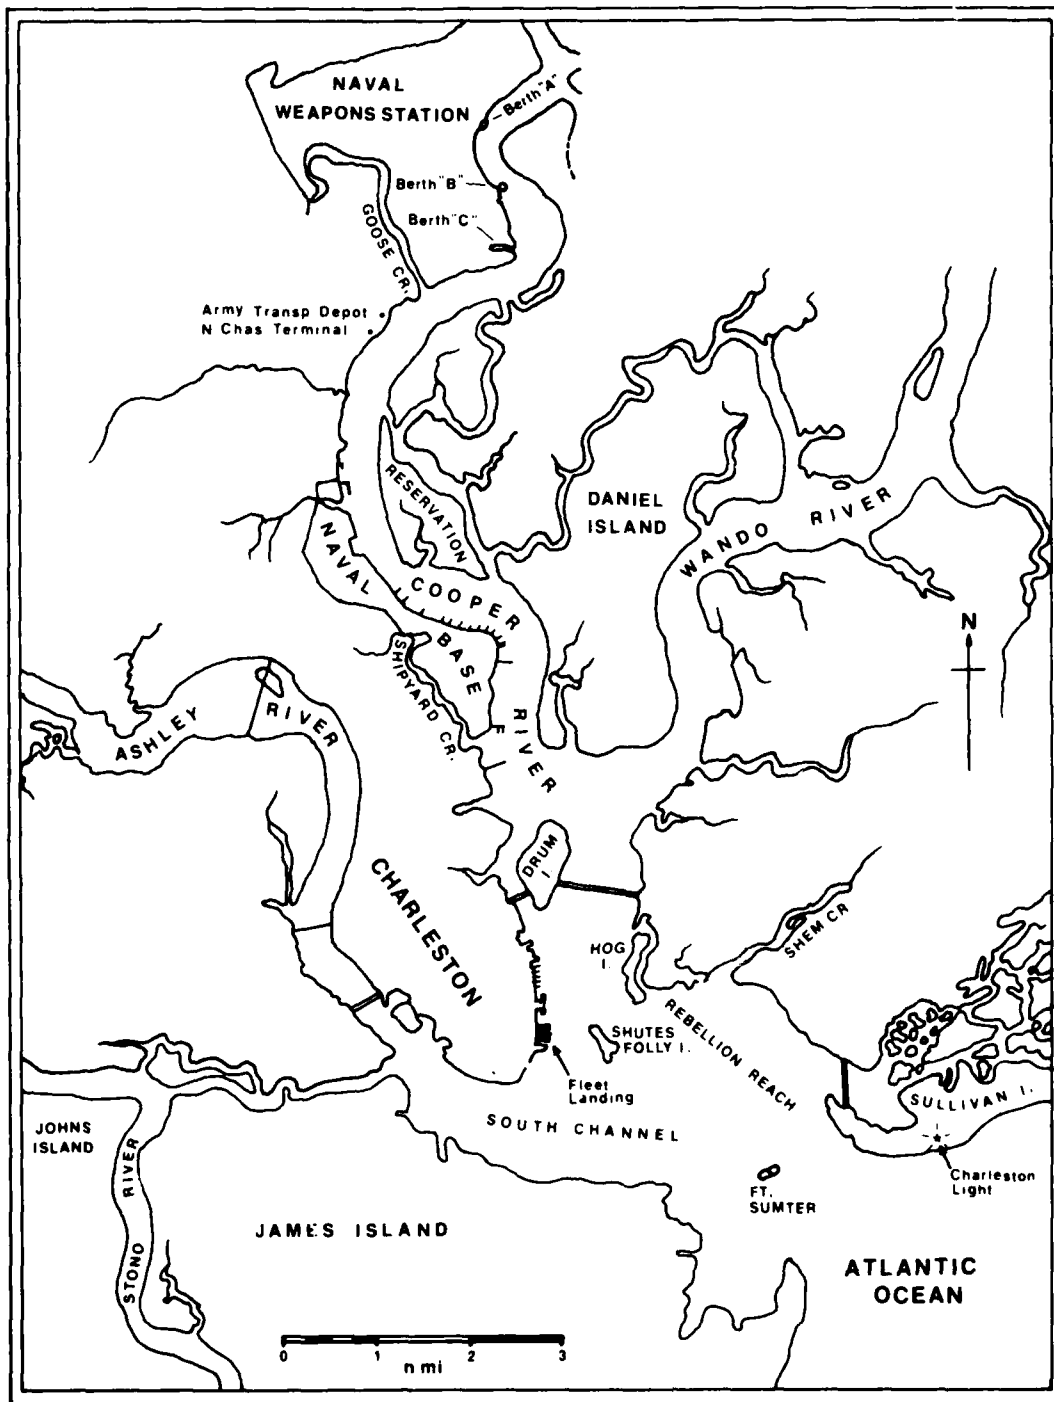 NAVAL
WEAPONS STATION
Berth "A"
Berth "B"
Berth "C"
GOOSE CR.
Army Transp Depot
N Chas Terminal
RESERVATION
DANIEL
ISLAND
WANDO RIVER
NAVAL
BASE
COOPER
RIVER
N
SHIPYARD CR.
ASHLEY RIVER
DRUM
I
CHARLESTON
HOG
I.
SHEM CR
REBELLION REACH
SHUTES
FOLLY I.
Fleet
Landing
SULLIVAN I.
SOUTH CHANNEL
JOHNS
ISLAND
STONO RIVER
Charleston
Light
FT.
SUMTER
JAMES ISLAND
ATLANTIC
OCEAN
0 1 2 3
n mi